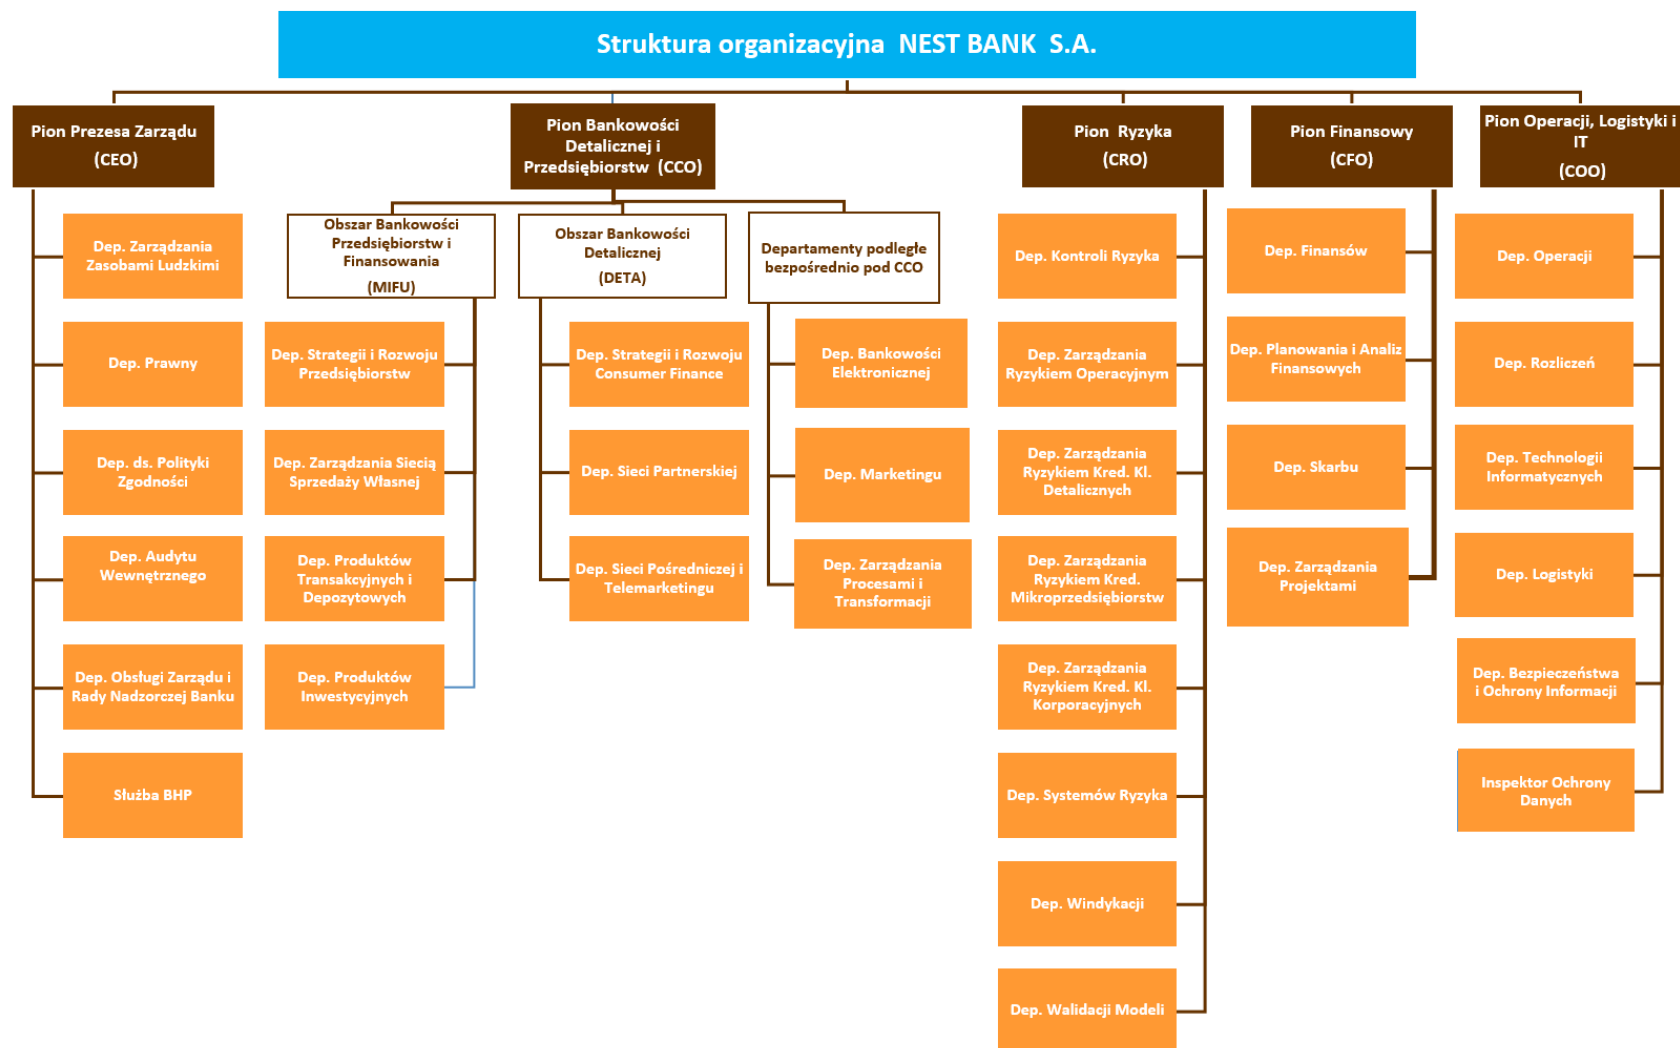 Struktura organizacyjna NEST BANK S.A.
Pion Prezesa Zarządu
(CEO)
Dep. Zarządzania
Zasobami Ludzkimi
Dep. Prawny
Dep. ds. Polityki
Zgodności
Dep. Audytu
Wewnętrznego
Dep. Obsługi Zarządu i
Rady Nadzorczej Banku
Służba BHP
Pion Bankowości
Detalicznej i
Przedsiębiorstw (CCO)
Obszar Bankowości
Przedsiębiorstw i
Finansowania
(MIFU)
Dep. Strategii i Rozwoju
Przedsiębiorstw
Dep. Zarządzania Siecią
Sprzedaży Własnej
Dep. Produktów
Transakcyjnych i
Depozytowych
Dep. Produktów
Inwestycyjnych
Obszar Bankowości
Detalicznej
(DETA)
Dep. Strategii i Rozwoju
Consumer Finance
Dep. Sieci Partnerskiej
Dep. Sieci Pośredniczej i
Telemarketingu
Departamenty podległe
bezpośrednio pod CCO
Dep. Bankowości
Elektronicznej
Dep. Marketingu
Dep. Zarządzania
Procesami i
Transformacji
Pion Ryzyka
(CRO)
Dep. Kontroli Ryzyka
Dep. Zarządzania
Ryzykiem Operacyjnym
Dep. Zarządzania
Ryzykiem Kred. Kl.
Detalicznych
Dep. Zarządzania
Ryzykiem Kred.
Mikroprzedsiębiorstw
Dep. Zarządzania
Ryzykiem Kred. Kl.
Korporacyjnych
Dep. Systemów Ryzyka
Dep. Windykacji
Dep. Walidacji Modeli
Pion Finansowy
(CFO)
Dep. Finansów
Dep. Planowania i Analiz
Finansowych
Dep. Skarbu
Dep. Zarządzania
Projektami
Pion Operacji, Logistyki i
IT
(COO)
Dep. Operacji
Dep. Rozliczeń
Dep. Technologii
Informatycznych
Dep. Logistyki
Dep. Bezpieczeństwa
i Ochrony Informacji
Inspektor Ochrony
Danych